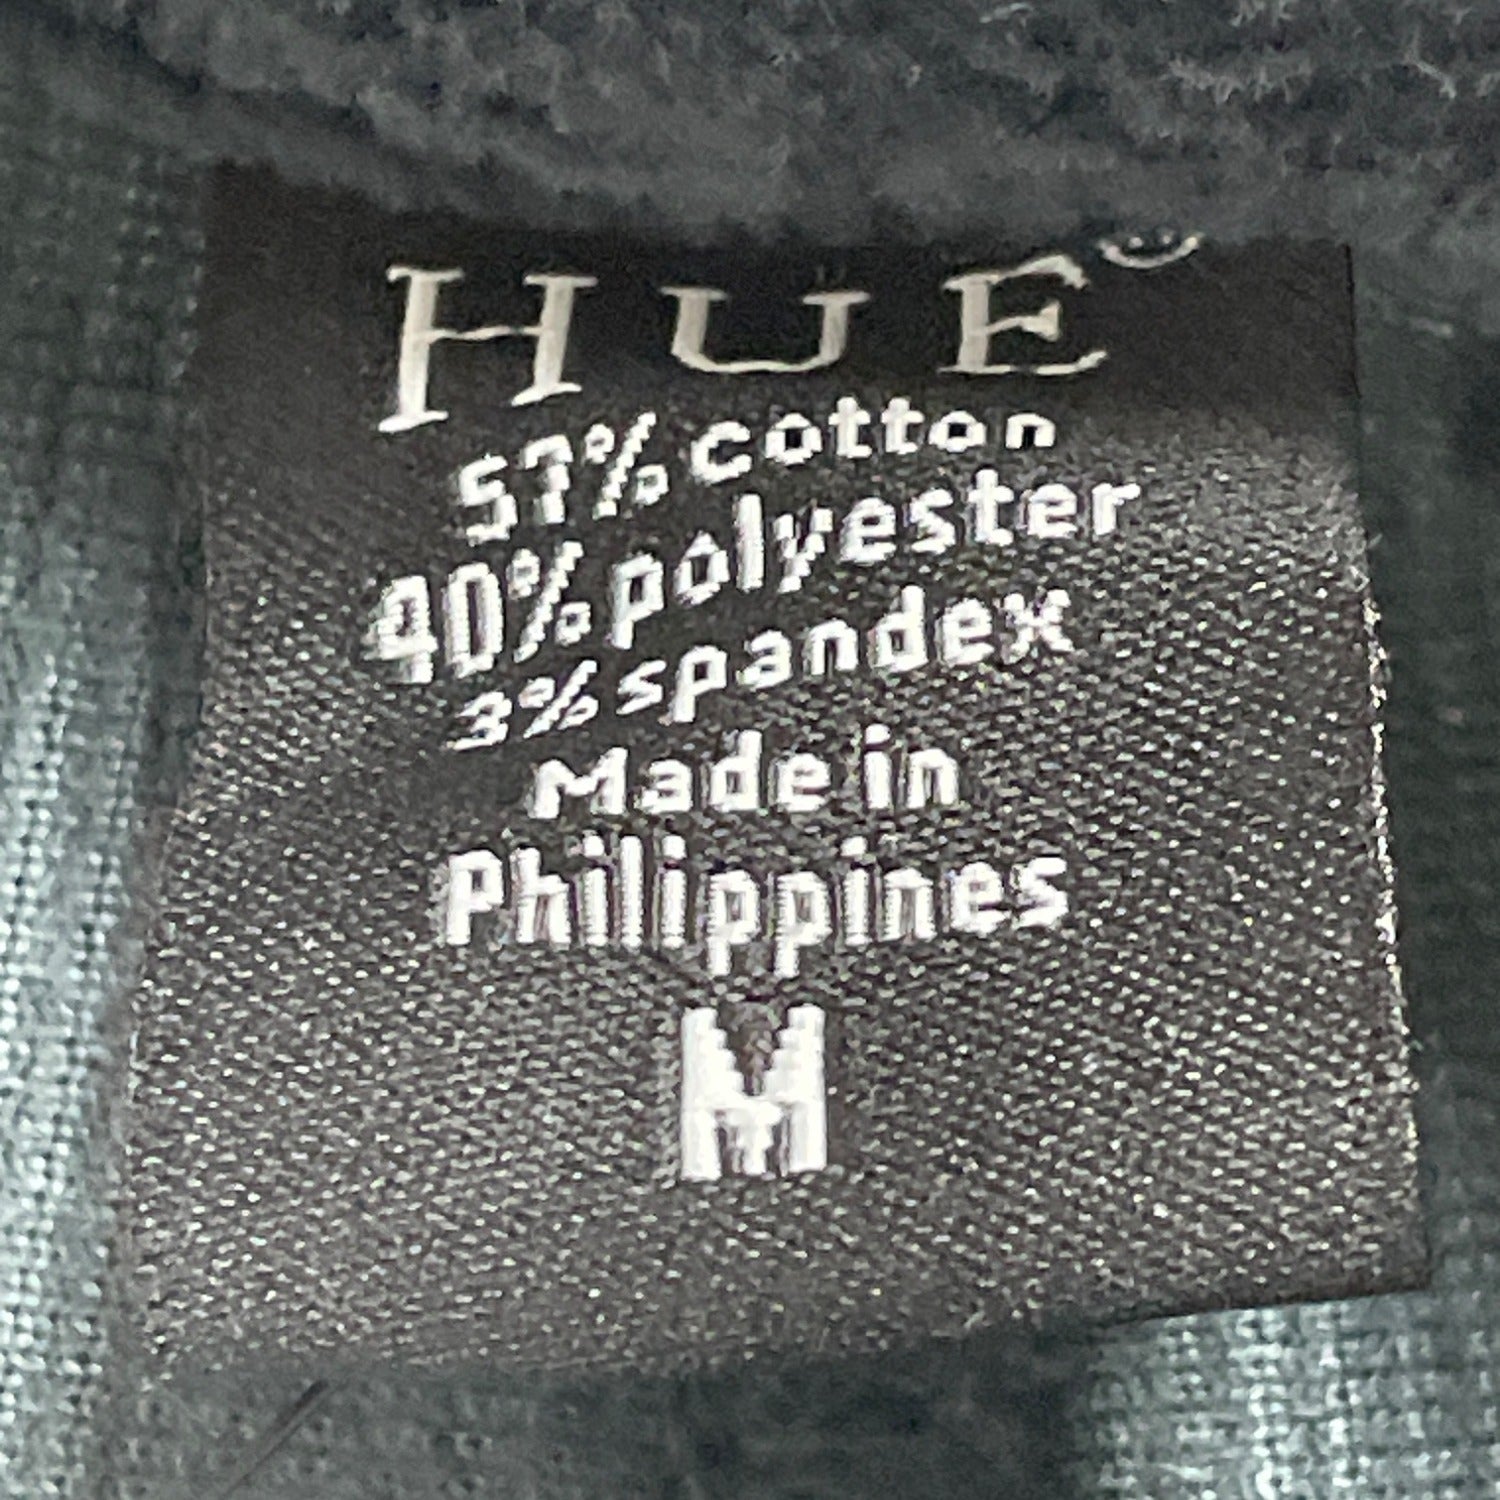 HUE®
57% cotton
40% polyester
3% spandex
Made in
Philippines
M